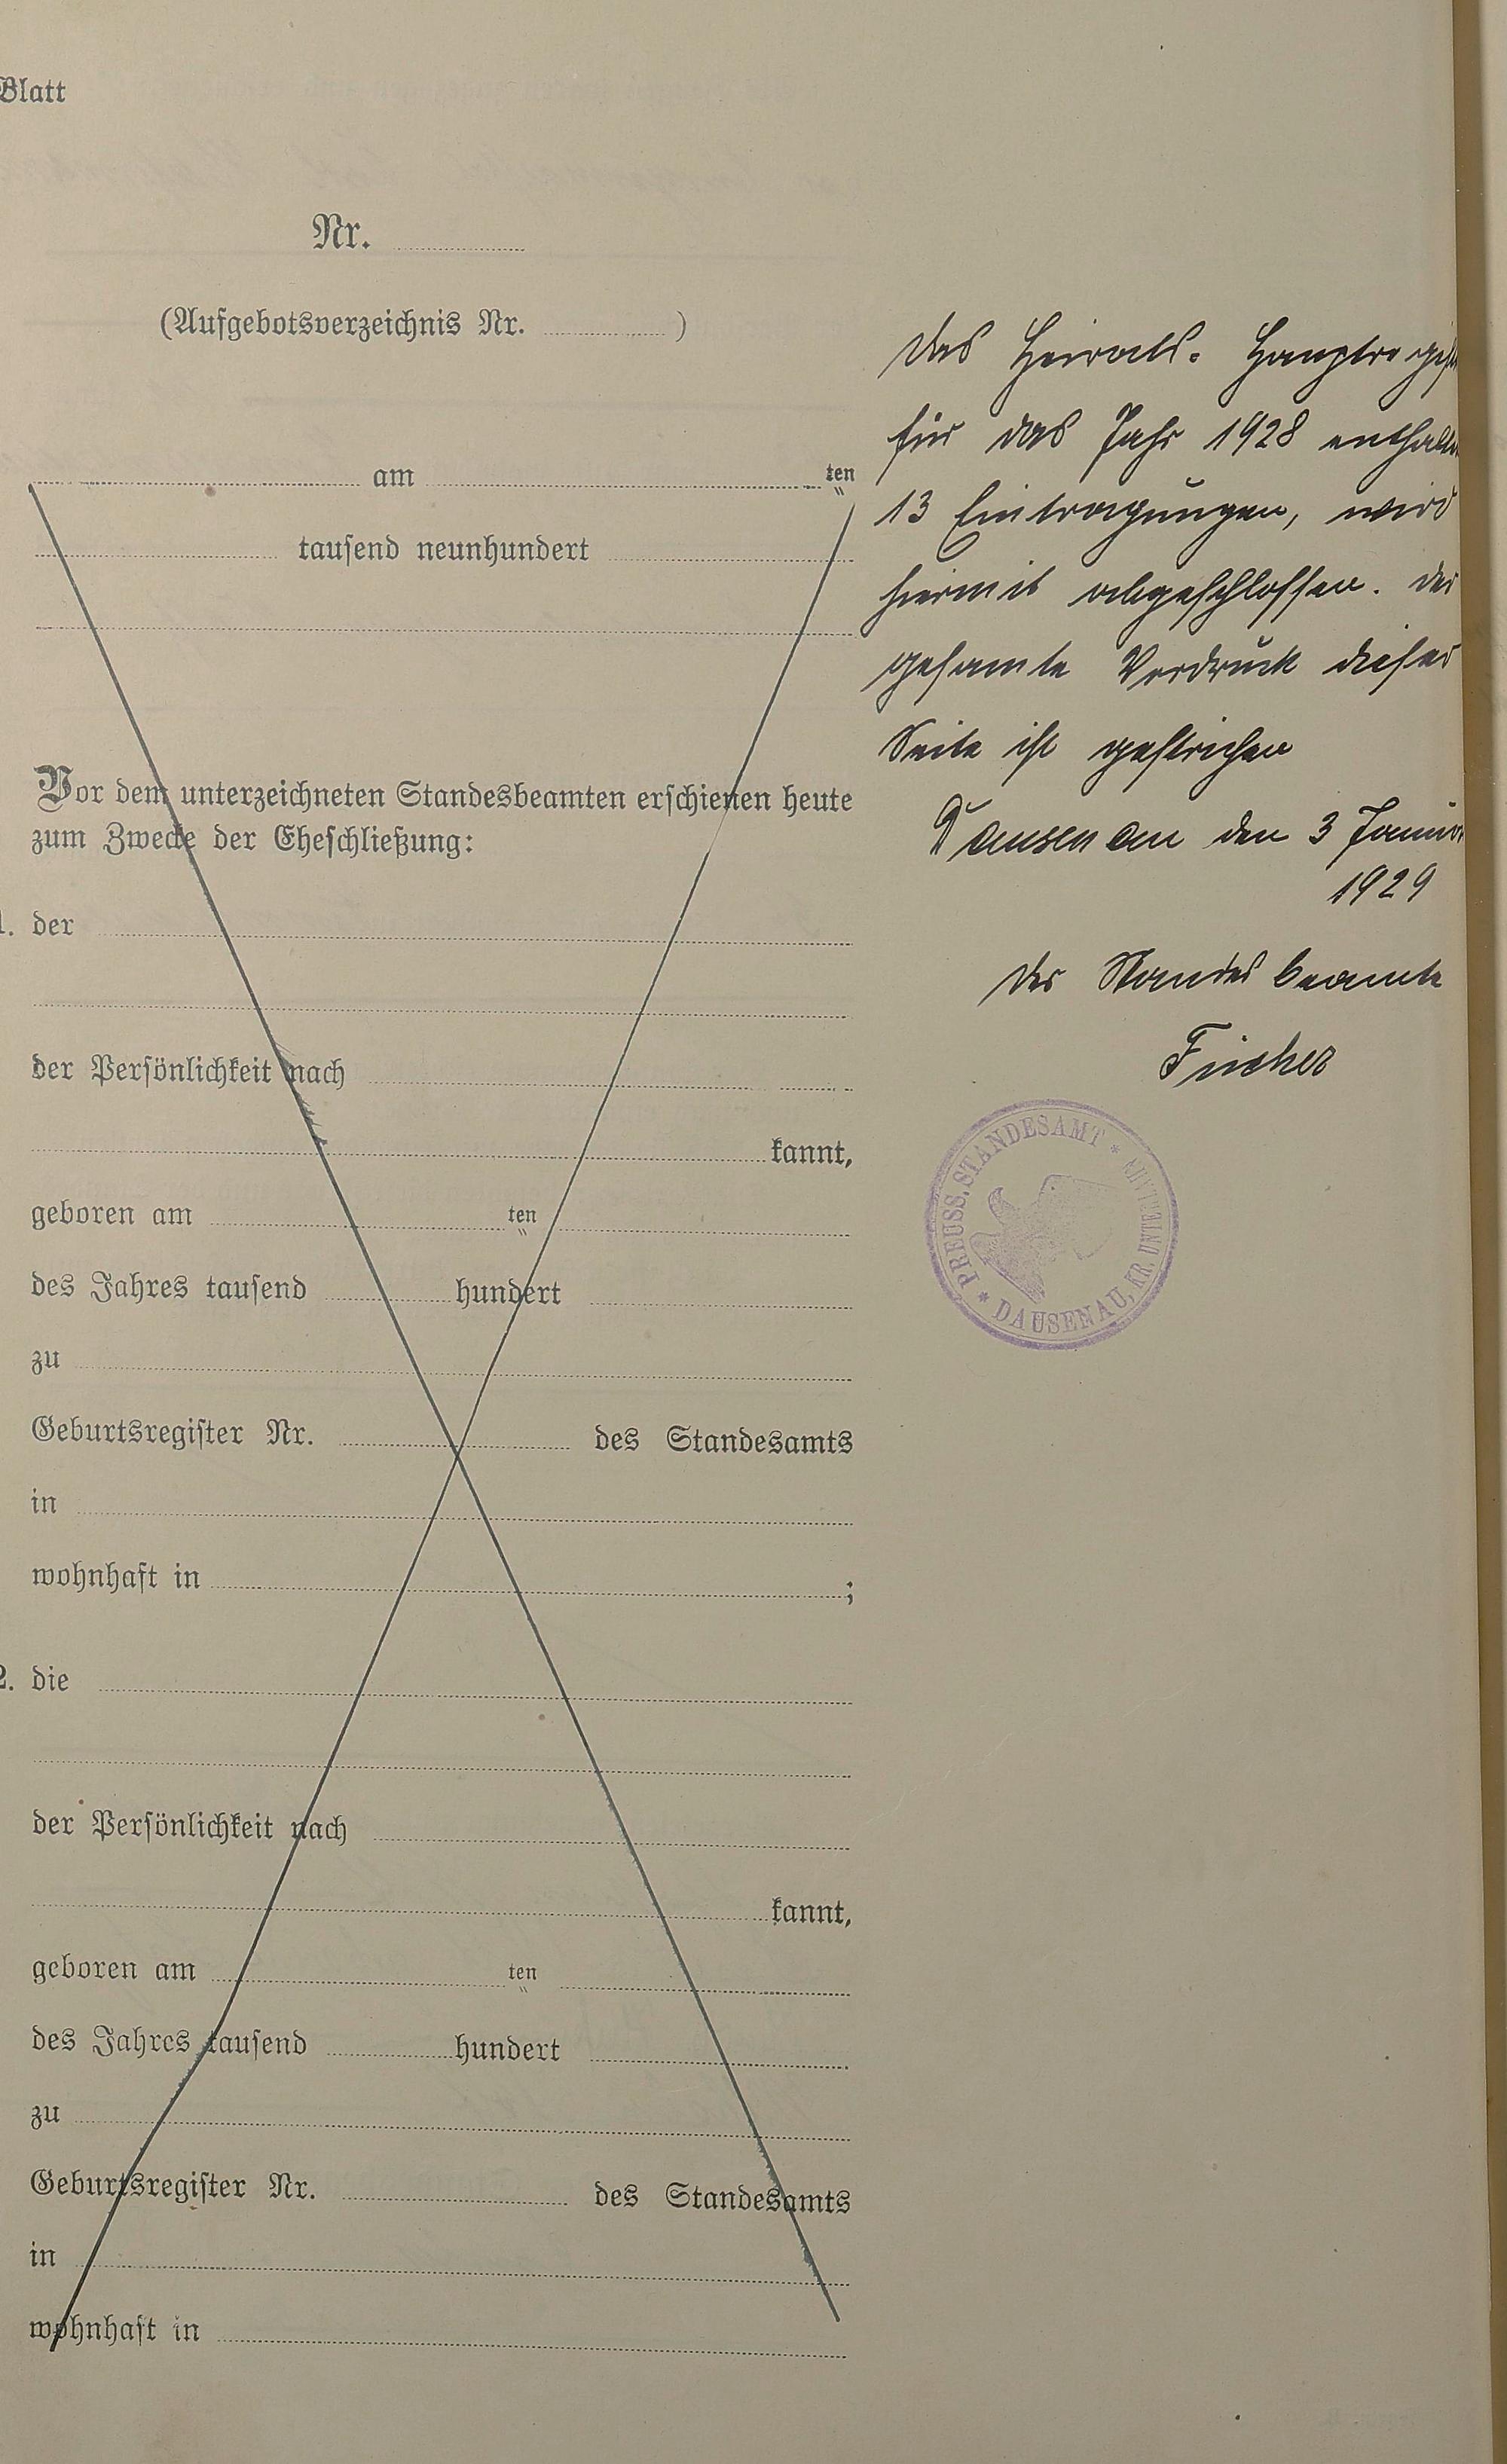 Blatt
Nr.
(Aufgebotsverzeichnis Nr. )
am ten
tausend neunhundert
Vor dem unterzeichneten Standesbeamten erschienen heute
zum Zwecke der Eheschließung:
1. der
der Persönlichkeit nach
kannt,
geboren am ten
des Jahres tausend hundert
zu
Geburtsregister Nr. des Standesamts
in
wohnhaft in ;
2. die
der Persönlichkeit nach
kannt,
geboren am ten
des Jahres tausend hundert
zu
Geburtsregister Nr. des Standesamts
in
wohnhaft in
Das Heirats. Hauptregist
für das Jahr 1928 enthalten
13 Eintragungen, wird
hiermit abgeschlossen. Der
gesamte Vordruck dieser
Seite ist gestrichen
Dausenau den 3 Januar
1929
Der Standesbeamte
PREUSS. STANDESAMT * DAUSENAU, KR. UNTERLAHN *